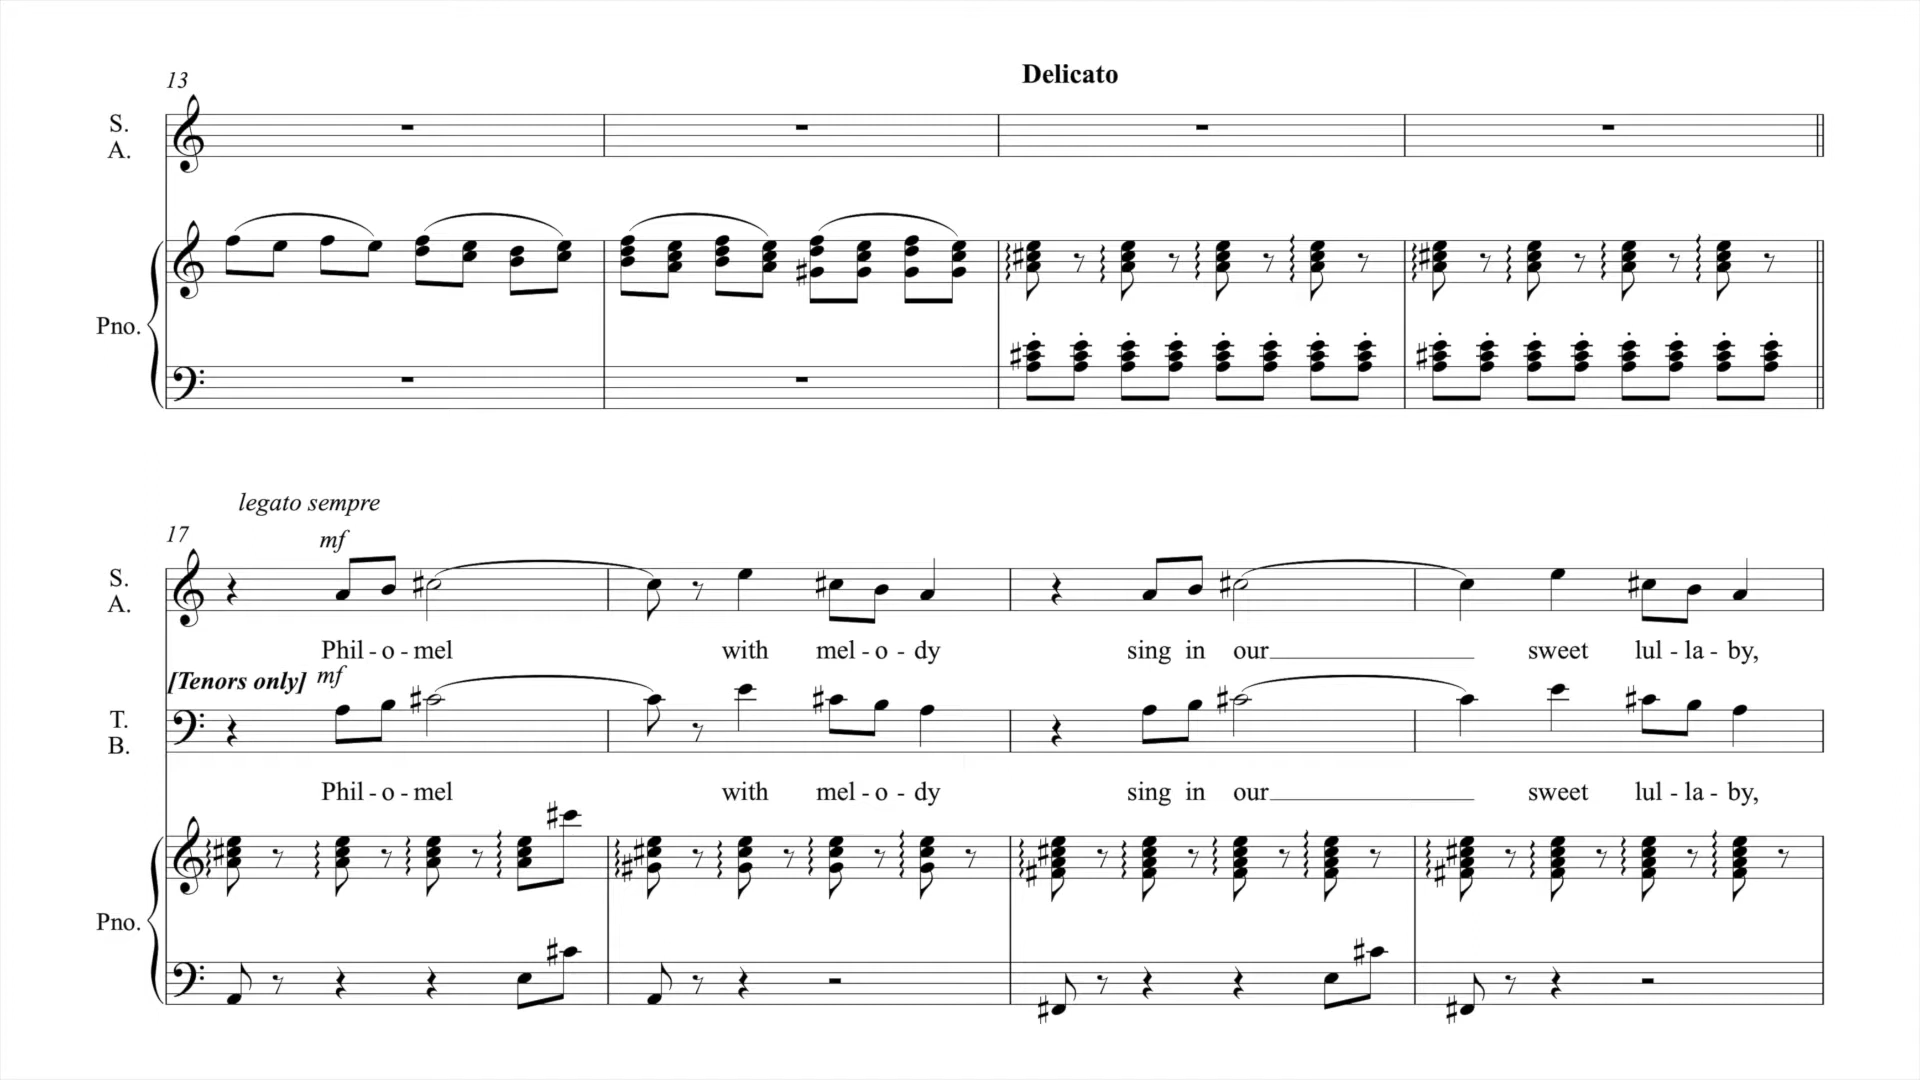 13
Delicato
S.
A.
Pno.
legato sempre
17
mf
S.
A.
Phil - o - mel with mel - o - dy sing in our sweet lul - la - by,
[Tenors only] mf
T.
B.
Phil - o - mel with mel - o - dy sing in our sweet lul - la - by,
Pno.